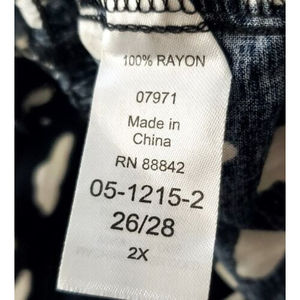 100% RAYON
07971
Made in
China
RN 88842
05-1215-2
26/28
2X